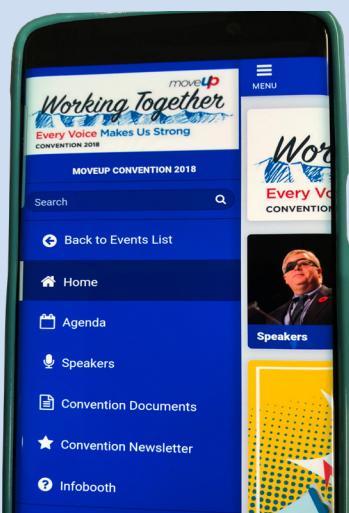 moveup
Working Together
Every Voice Makes Us Strong
CONVENTION 2018
MOVEUP CONVENTION 2018
Search
Back to Events List
Home
Agenda
Speakers
Convention Documents
Convention Newsletter
Infobooth
MENU
Wor
Every Vo
CONVENTION
Speakers